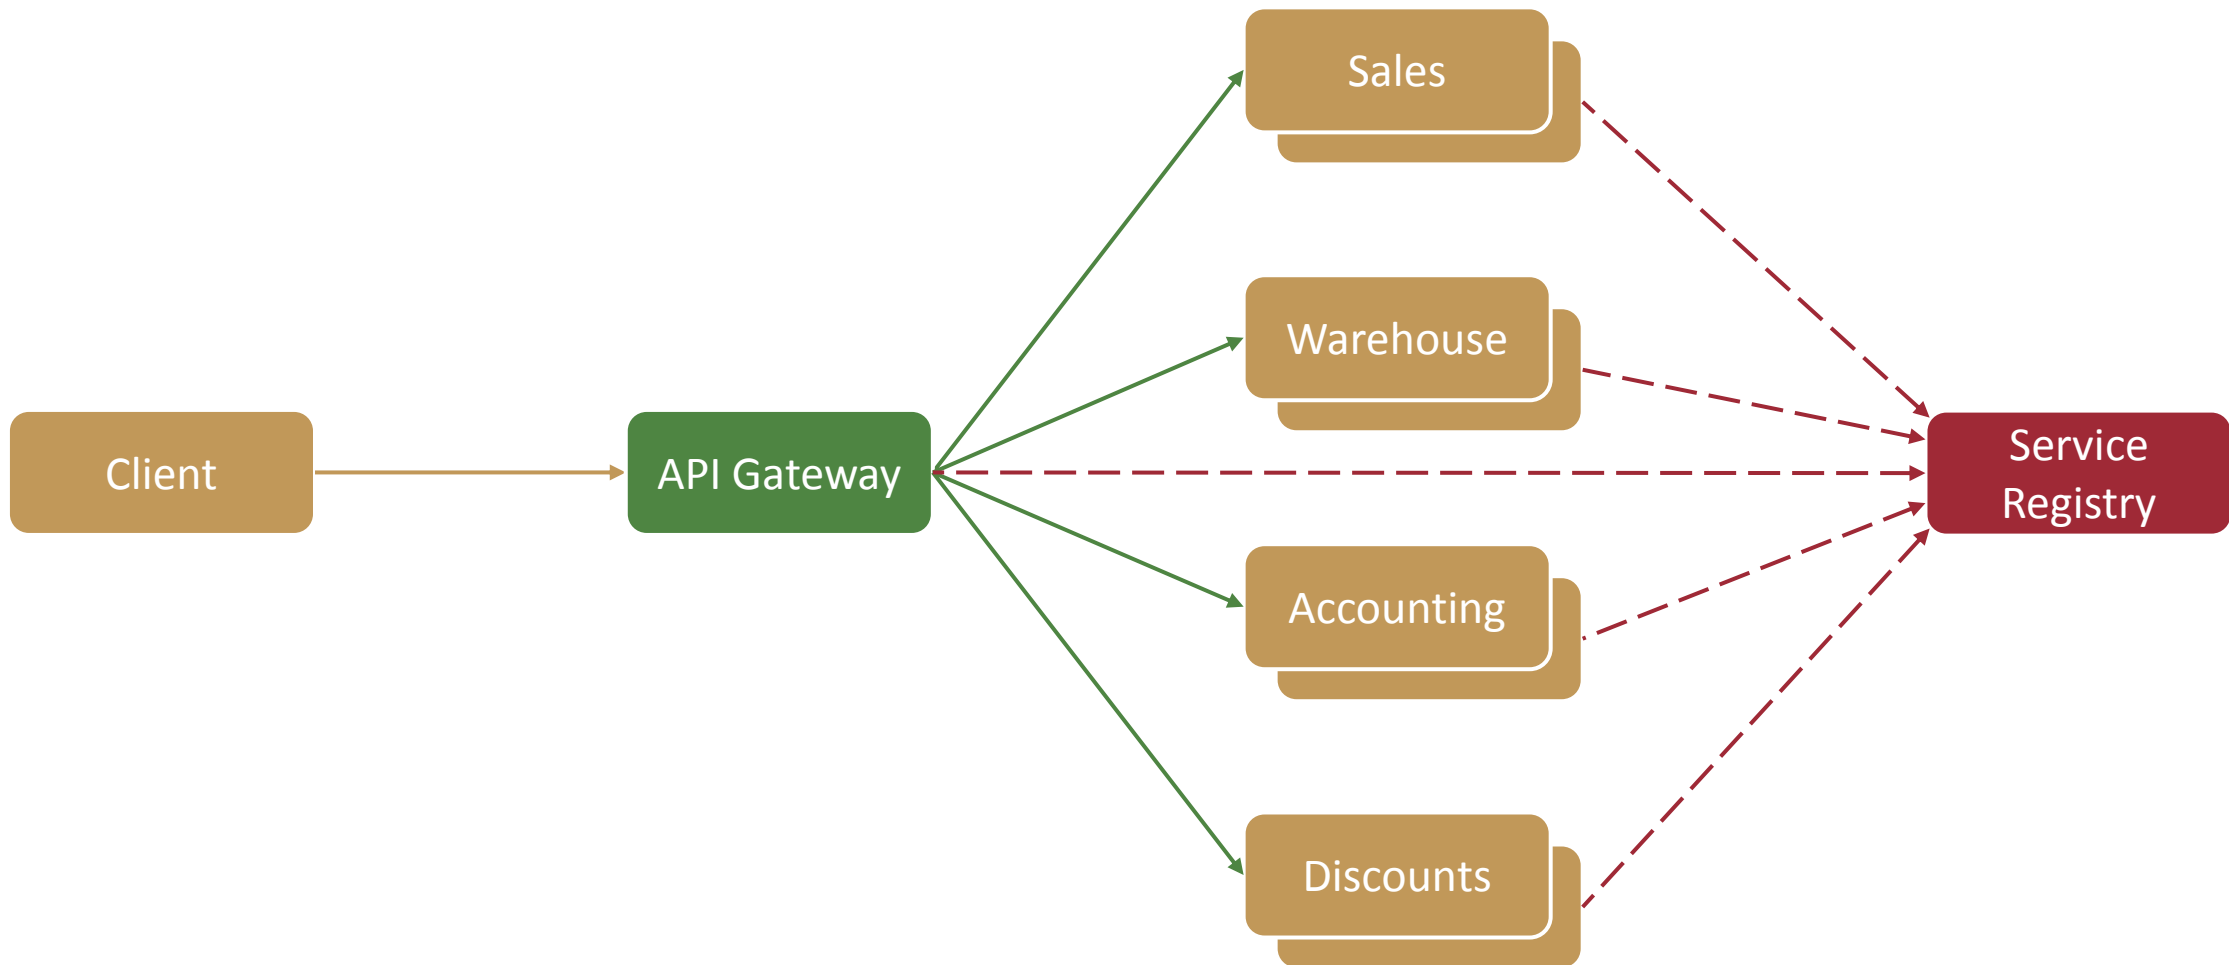 Sales
Warehouse
Client
API Gateway
Service
Registry
Accounting
Discounts